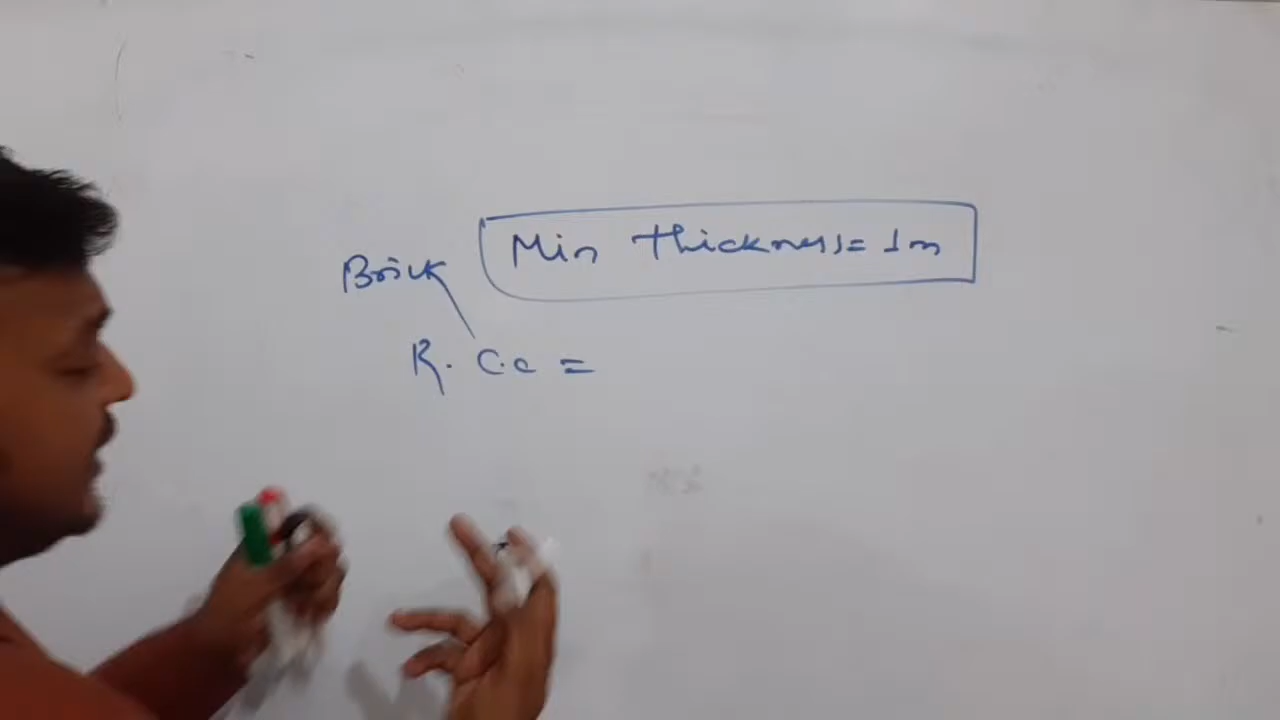 Min thickness = 1m
Brick
R. C.C =